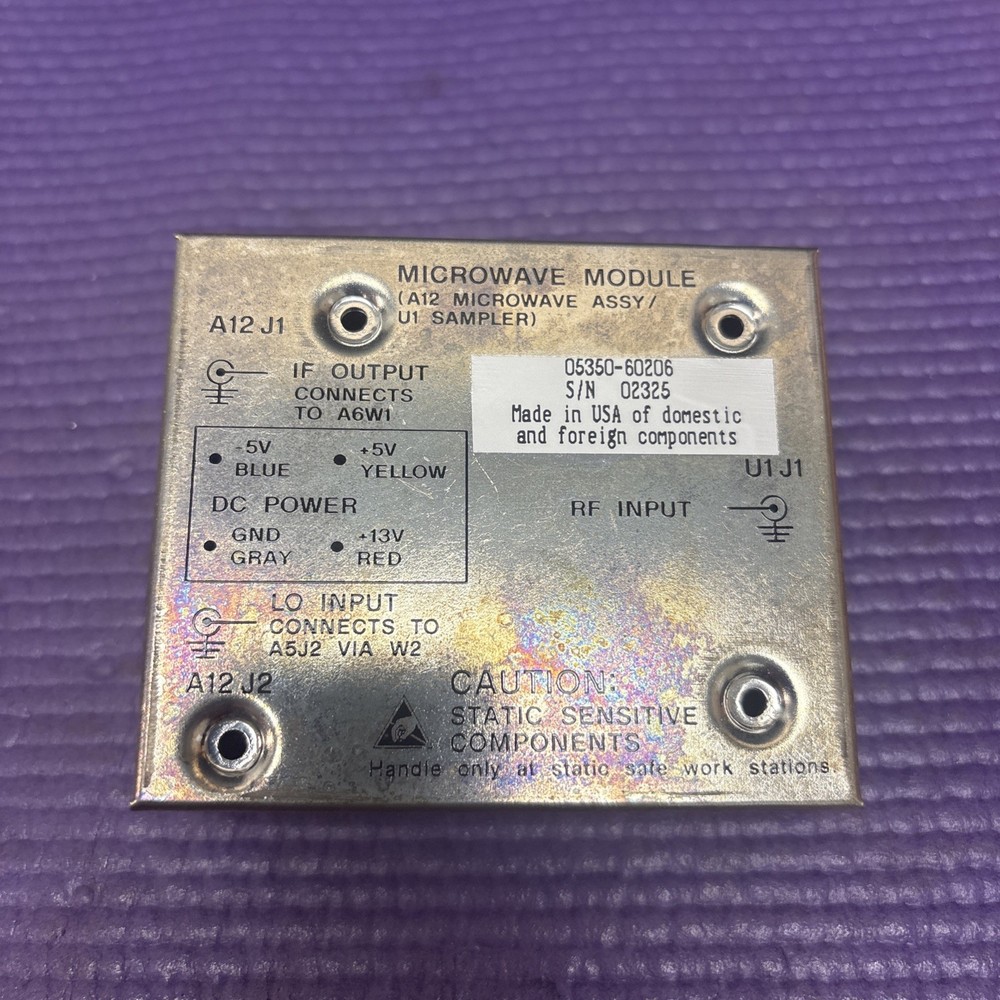 MICROWAVE MODULE
(A12 MICROWAVE ASSY/
U1 SAMPLER)
A12 J1
IF OUTPUT
CONNECTS
TO A6W1
05350-60206
S/N 02325
Made in USA of domestic
and foreign components
-5V
BLUE
+5V
YELLOW
DC POWER
GND
GRAY
+13V
RED
U1 J1
RF INPUT
LO INPUT
CONNECTS TO
A5J2 VIA W2
A12 J2
CAUTION:
STATIC SENSITIVE
COMPONENTS
Handle only at static safe work stations